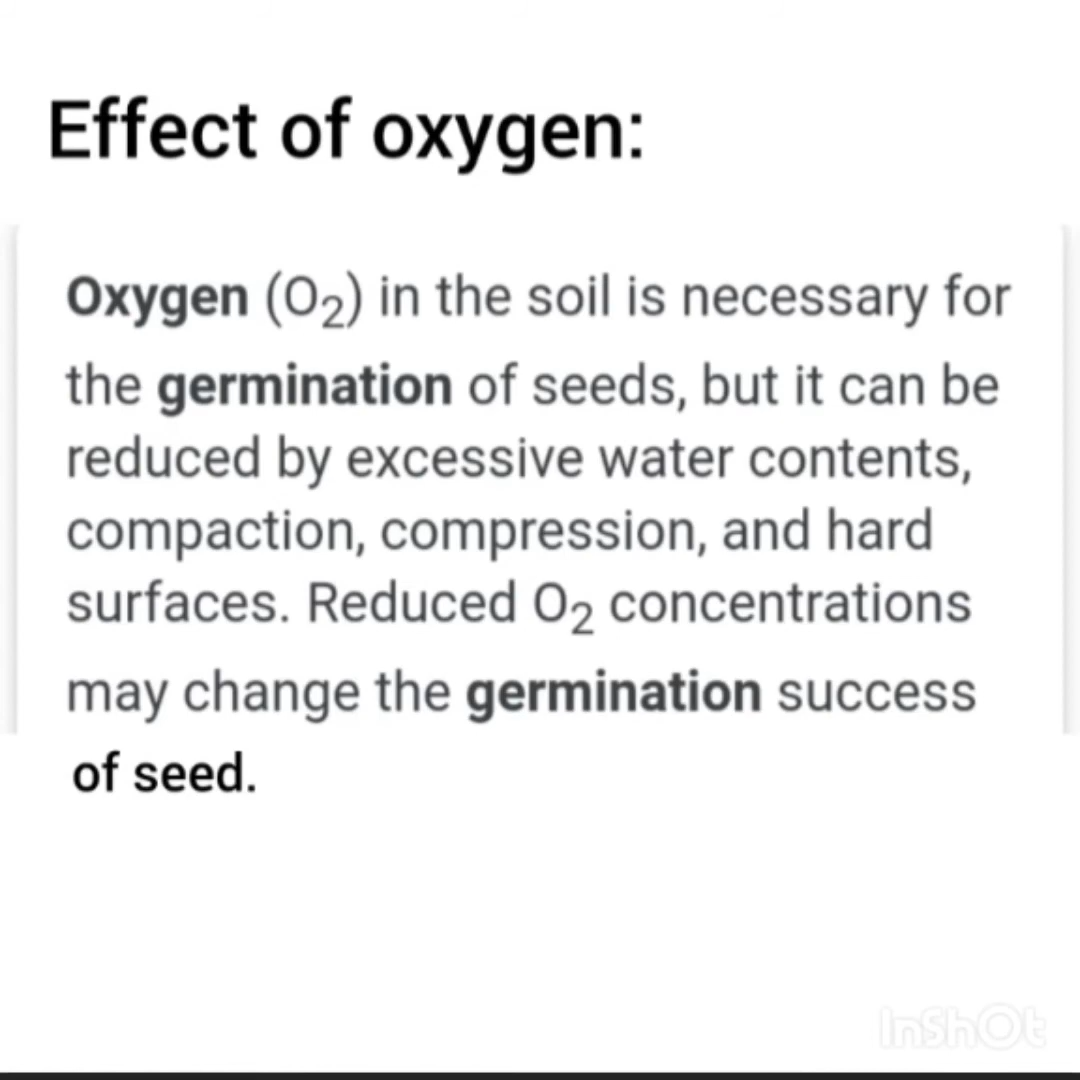 Effect of oxygen:
Oxygen (O₂) in the soil is necessary for
the germination of seeds, but it can be
reduced by excessive water contents,
compaction, compression, and hard
surfaces. Reduced O₂ concentrations
may change the germination success
of seed.
InShOt